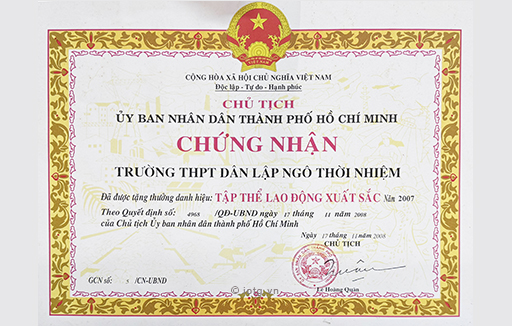 CỘNG HÒA XÃ HỘI CHỦ NGHĨA VIỆT NAM
Độc lập - Tự do - Hạnh phúc
CHỦ TỊCH
ỦY BAN NHÂN DÂN THÀNH PHỐ HỒ CHÍ MINH
CHỨNG NHẬN
TRƯỜNG THPT DÂN LẬP NGÔ THỜI NHIỆM
Đã được tặng thưởng danh hiệu: TẬP THỂ LAO ĐỘNG XUẤT SẮC Năm 2007
Theo Quyết định số: 4968 /QĐ-UBND ngày 17 tháng 11 năm 2008
của Chủ tịch Ủy ban nhân dân thành phố Hồ Chí Minh
Ngày 17 tháng 11 năm 2008
CHỦ TỊCH
GCN số: 5 /CN-UBND
Lê Hoàng Quân